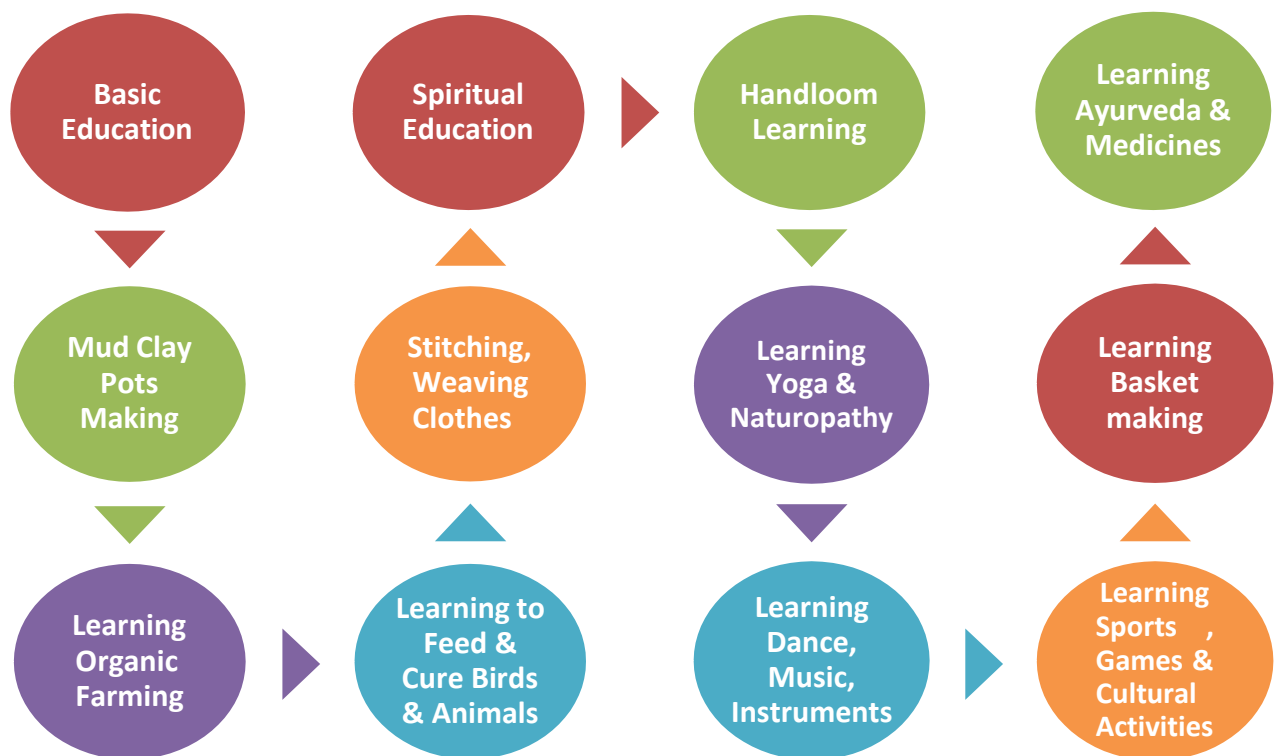 Basic
Education
Mud Clay
Pots
Making
Learning
Organic
Farming
Learning to
Feed &
Cure Birds
& Animals
Stitching,
Weaving
Clothes
Spiritual
Education
Handloom
Learning
Learning
Yoga &
Naturopathy
Learning
Dance,
Music,
Instruments
Learning
Sports ,
Games &
Cultural
Activities
Learning
Basket
making
Learning
Ayurveda &
Medicines